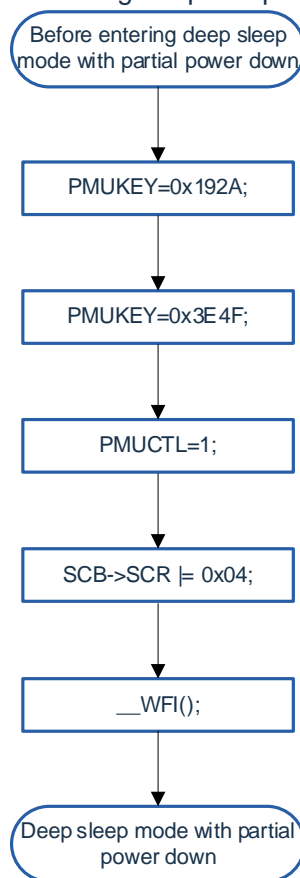 Before entering deep sleep
mode with partial power down
PMUKEY=0x192A;
PMUKEY=0x3E4F;
PMUCTL=1;
SCB->SCR |= 0x04;
__WFI();
Deep sleep mode with partial
power down